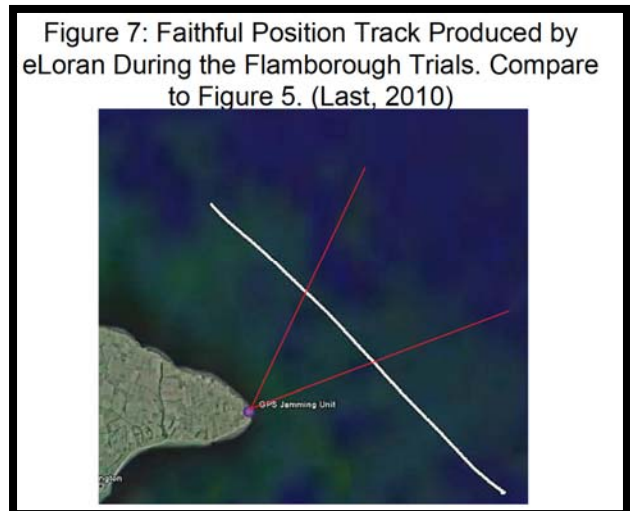 Figure 7: Faithful Position Track Produced by
eLoran During the Flamborough Trials. Compare
to Figure 5. (Last, 2010)
GPS Jamming Unit
ngton